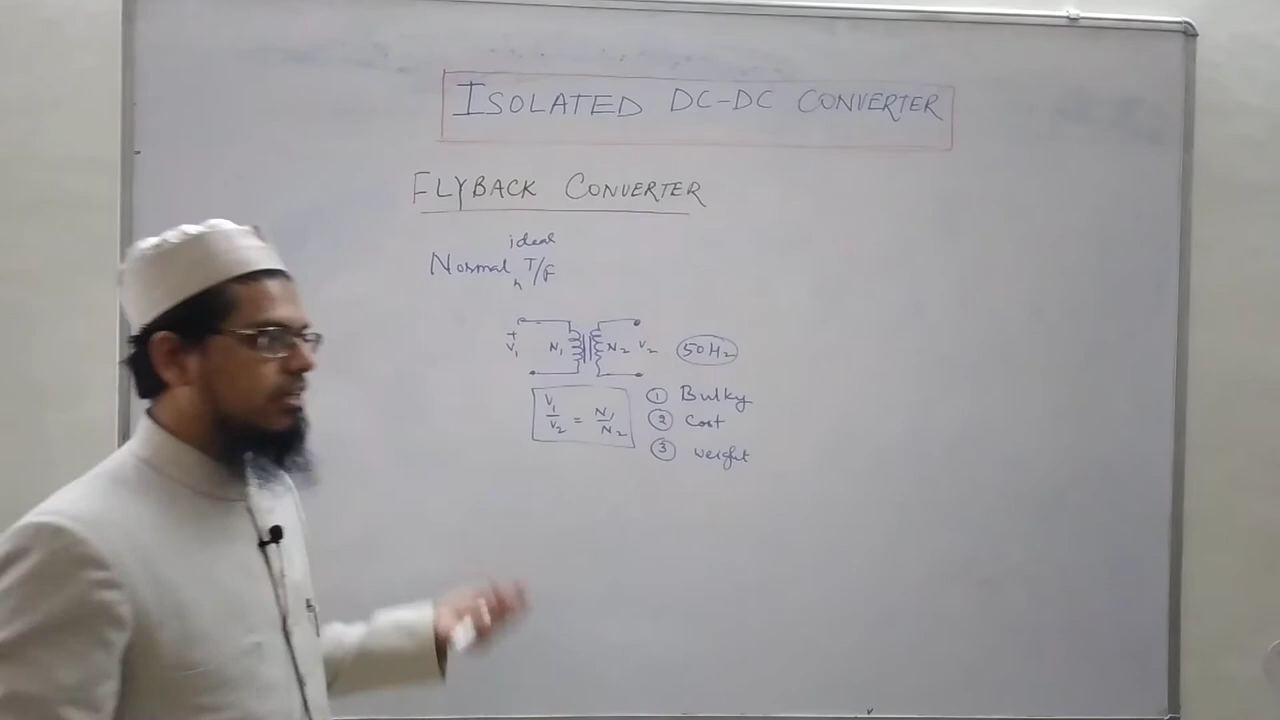 ISOLATED DC-DC CONVERTER
FLYBACK CONVERTER
ideal
Normal T/F
+
V₁ N₁ N₂ V₂ 50Hz
V₁/V₂ = N₁/N₂
① Bulky
② Cost
③ weight